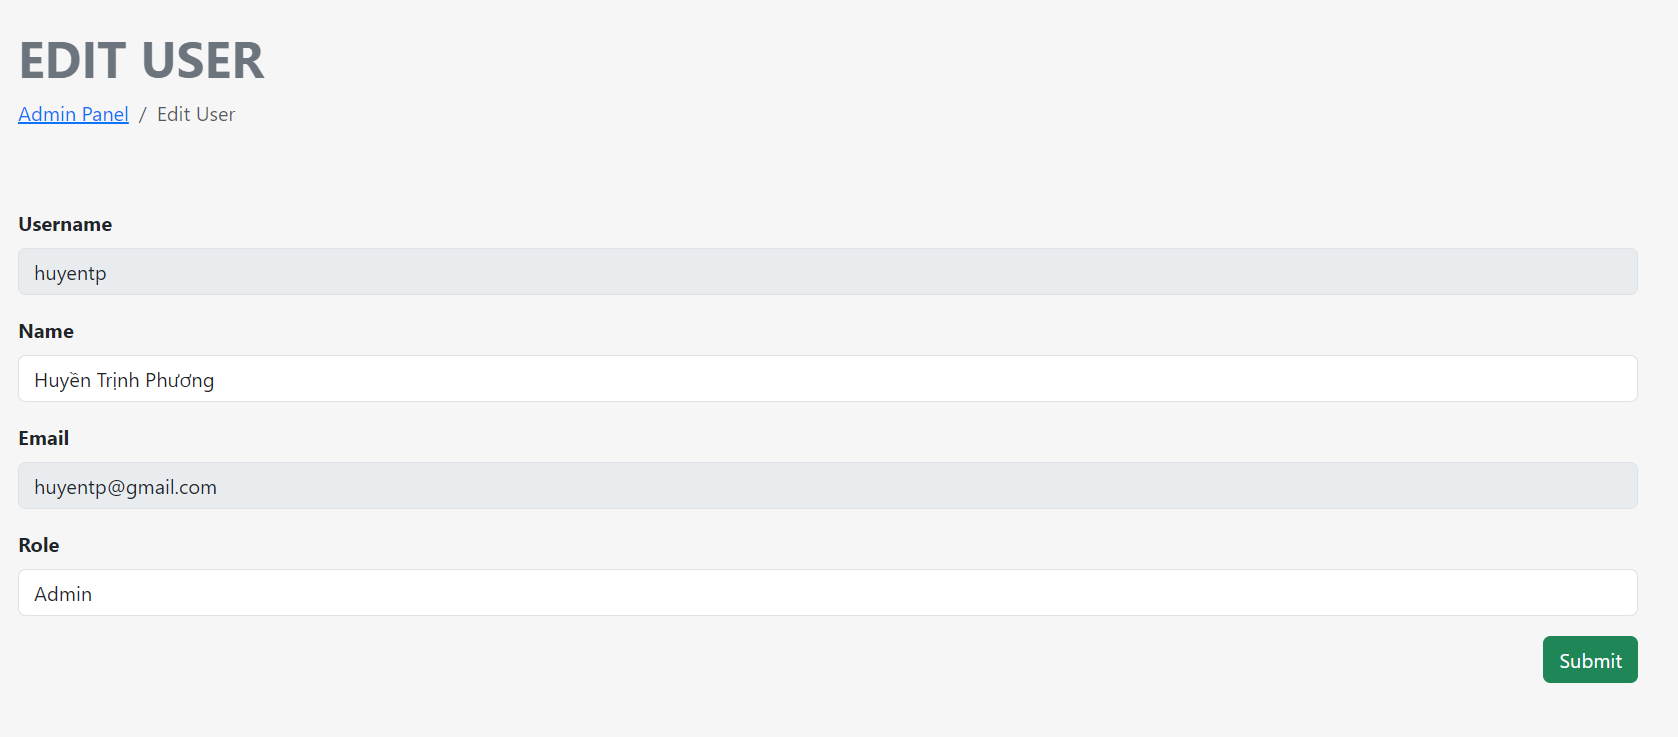 EDIT USER
Admin Panel / Edit User
Username
huyentp
Name
Huyền Trịnh Phương
Email
huyentp@gmail.com
Role
Admin
Submit